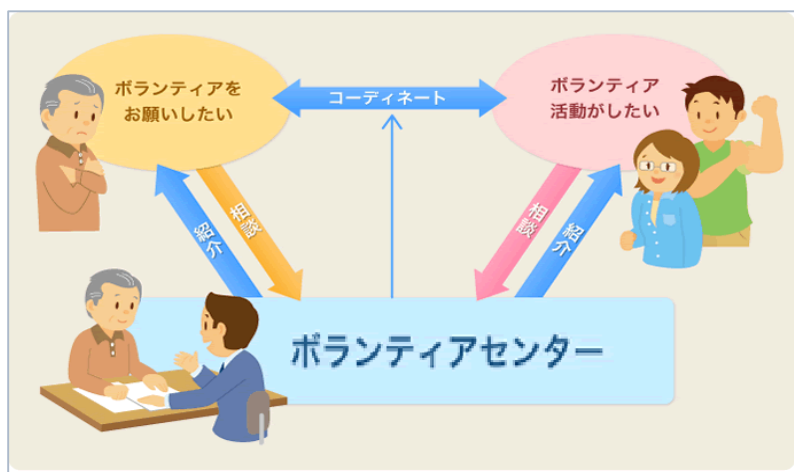 ボランティアを
お願いしたい
コーディネート
ボランティア
活動がしたい
紹介
相談
相談
紹介
ボランティアセンター